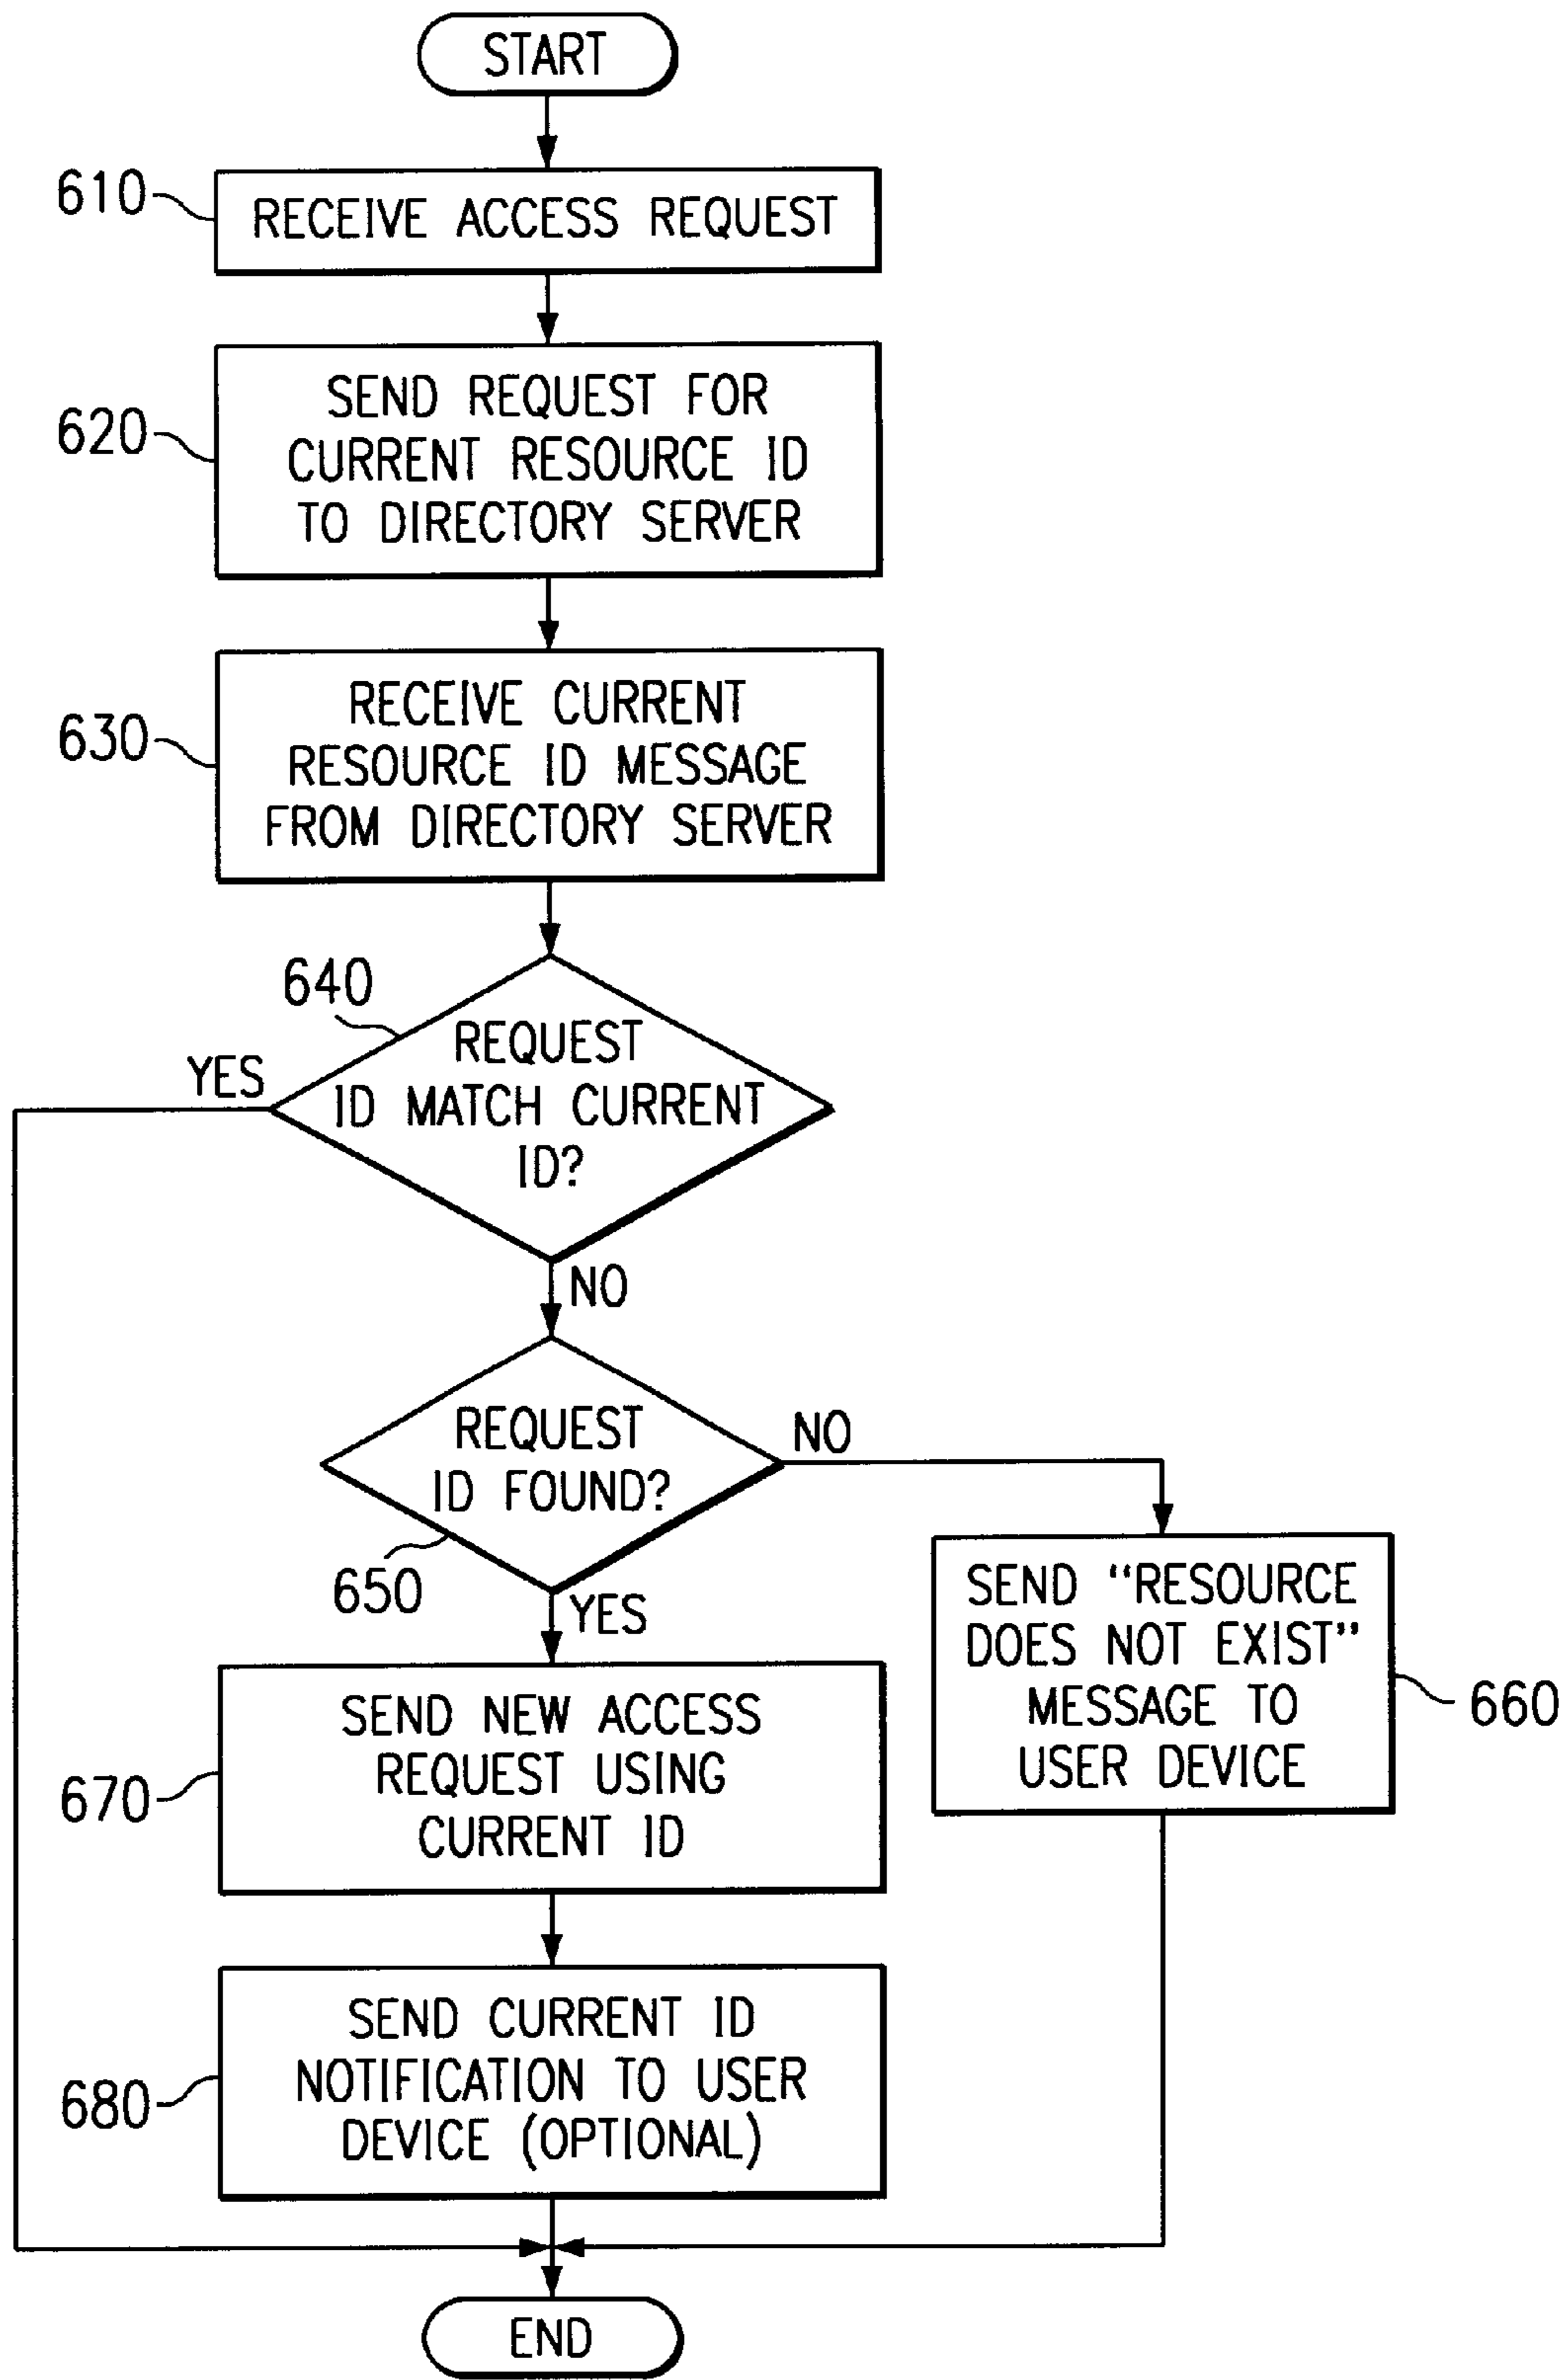 START
610
RECEIVE ACCESS REQUEST
620
SEND REQUEST FOR
CURRENT RESOURCE ID
TO DIRECTORY SERVER
630
RECEIVE CURRENT
RESOURCE ID MESSAGE
FROM DIRECTORY SERVER
640
REQUEST
ID MATCH CURRENT
ID?
YES
NO
REQUEST
ID FOUND?
650
NO
YES
SEND "RESOURCE
DOES NOT EXIST"
MESSAGE TO
USER DEVICE
660
SEND NEW ACCESS
REQUEST USING
CURRENT ID
670
SEND CURRENT ID
NOTIFICATION TO USER
DEVICE (OPTIONAL)
680
END